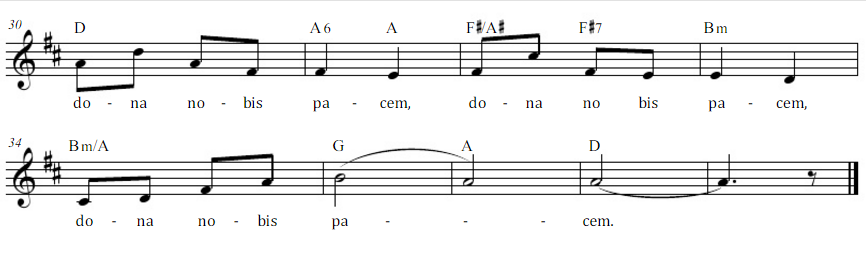 30 D A6 A F♯/A♯ F♯7 Bm
do - na no - bis pa - cem, do - na no bis pa - cem,
34 Bm/A G A D
do - na no - bis pa - - - cem.